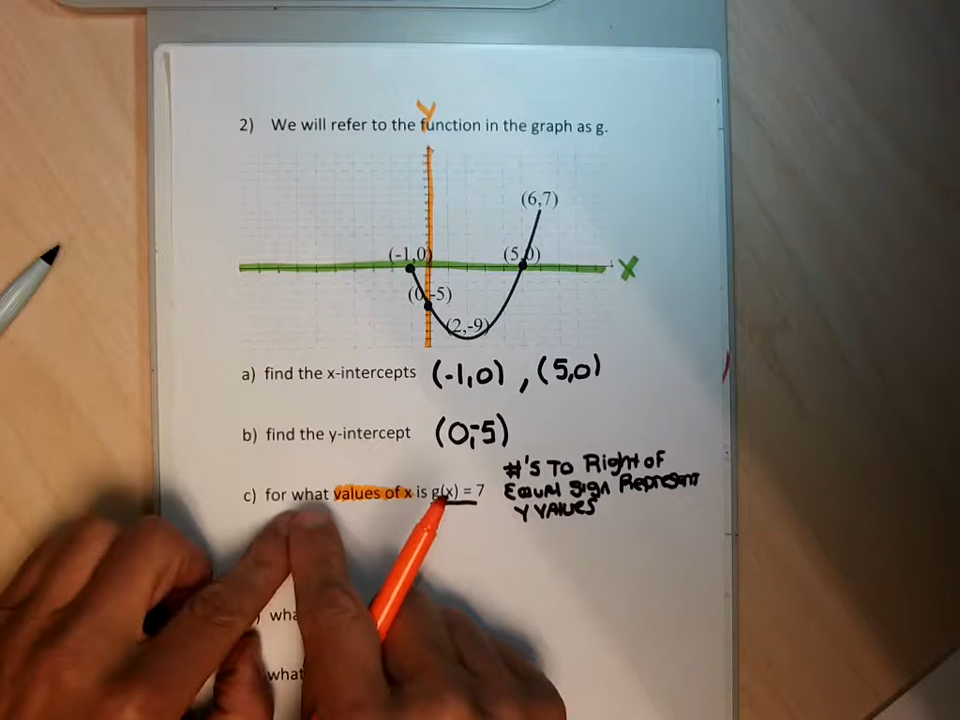 Y
2) We will refer to the function in the graph as g.
(6,7)
(-1,0) (5,0)
X
(0,-5)
(2,-9)
a) find the x-intercepts (-1,0) , (5,0)
b) find the y-intercept (0,-5)
#'s To Right of
c) for what values of x is g(x) = 7 Equal Sign Represent
Y VALUES